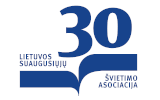 30
LIETUVOS
SUAUGUSIŲJŲ
ŠVIETIMO
ASOCIACIJA